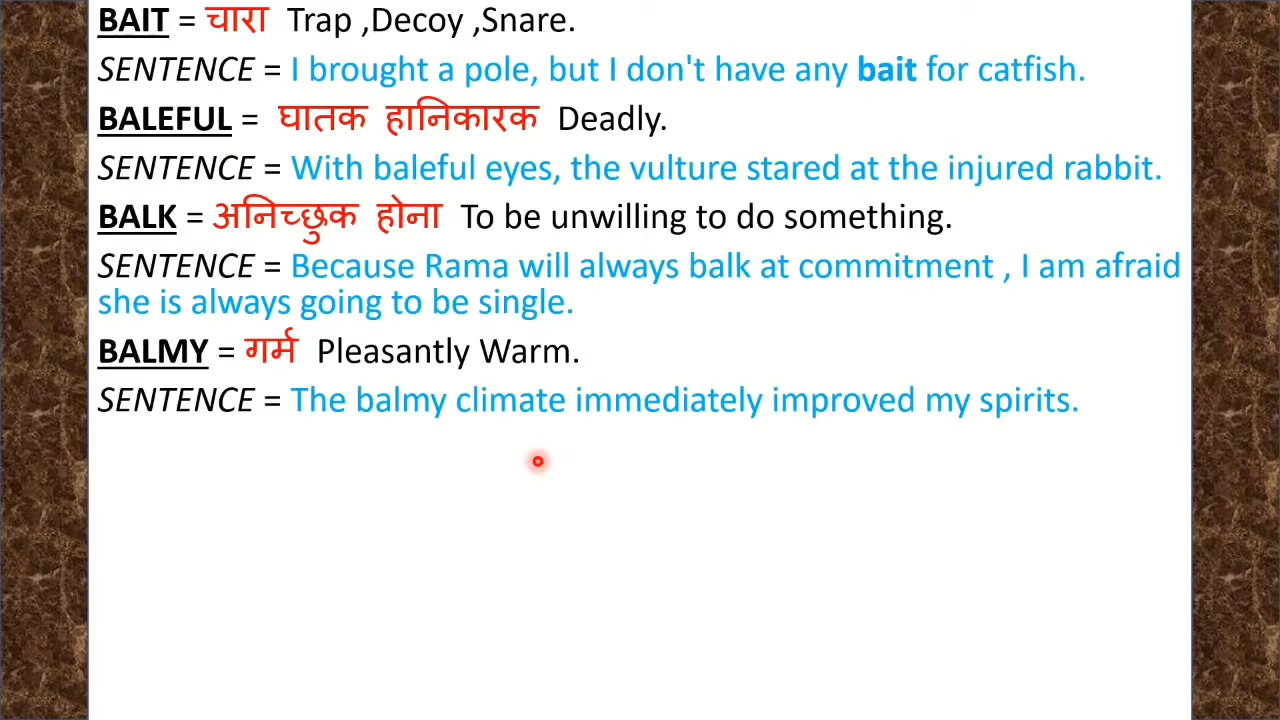 BAIT = चारा Trap ,Decoy ,Snare.
SENTENCE = I brought a pole, but I don't have any bait for catfish.
BALEFUL = घातक हानिकारक Deadly.
SENTENCE = With baleful eyes, the vulture stared at the injured rabbit.
BALK = अनिच्छुक होना To be unwilling to do something.
SENTENCE = Because Rama will always balk at commitment , I am afraid
she is always going to be single.
BALMY = गर्म Pleasantly Warm.
SENTENCE = The balmy climate immediately improved my spirits.